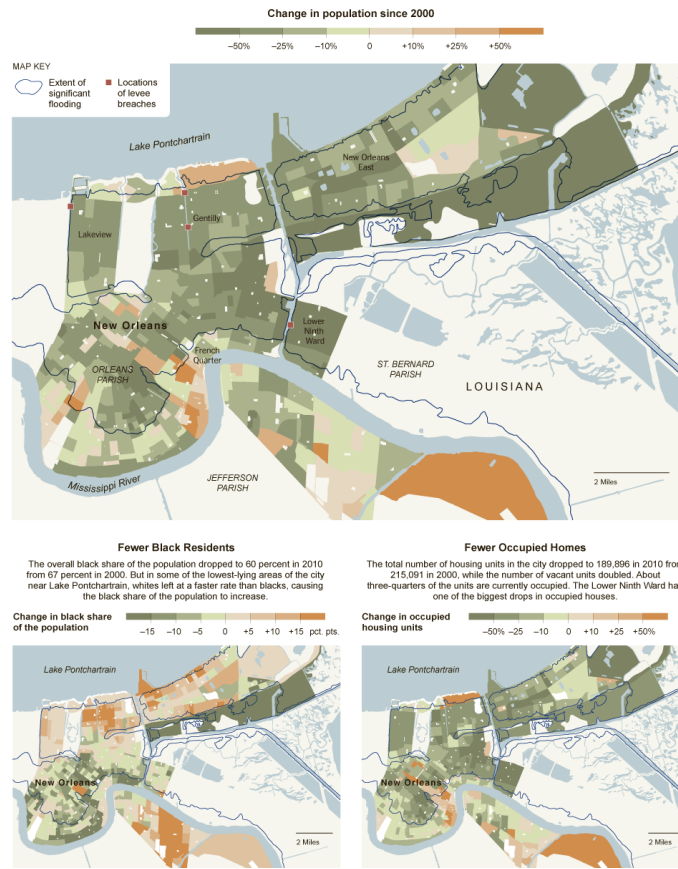 Change in population since 2000
–50% –25% –10% 0 +10% +25% +50%
MAP KEY
Extent of
significant
flooding
Locations
of levee
breaches
Lake Pontchartrain
New Orleans
East
Gentilly
Lakeview
New Orleans
Lower
Ninth
Ward
French
Quarter
ORLEANS
PARISH
ST. BERNARD
PARISH
LOUISIANA
Mississippi River
JEFFERSON
PARISH
2 Miles
Fewer Black Residents
The overall black share of the population dropped to 60 percent in 2010
from 67 percent in 2000. But in some of the lowest-lying areas of the city
near Lake Pontchartrain, whites left at a faster rate than blacks, causing
the black share of the population to increase.
Change in black share
of the population
–15 –10 –5 0 +5 +10 +15 pct. pts.
Lake Pontchartrain
New Orleans
2 Miles
Fewer Occupied Homes
The total number of housing units in the city dropped to 189,896 in 2010 from
215,091 in 2000, while the number of vacant units doubled. About
three-quarters of the units are currently occupied. The Lower Ninth Ward ha
one of the biggest drops in occupied houses.
Change in occupied
housing units
–50% –25 –10 0 +10 +25 +50%
Lake Pontchartrain
New Orleans
2 Miles